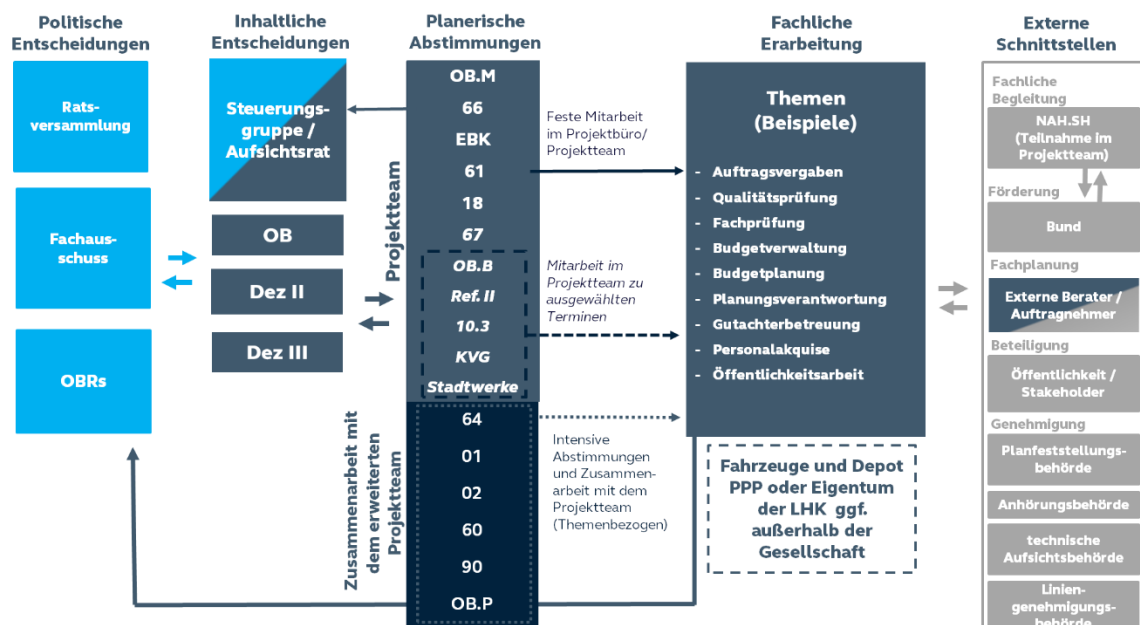 Politische
Entscheidungen
Rats-
versammlung
Fachaus-
schuss
OBRs
Inhaltliche
Entscheidungen
Steuerungs-
gruppe /
Aufsichtsrat
OB
Dez II
Dez III
Planerische
Abstimmungen
Projektteam
OB.M
66
EBK
61
18
67
OB.B
Ref. II
10.3
KVG
Stadtwerke
Zusammenarbeit mit
dem erweiterten
Projektteam
64
01
02
60
90
OB.P
Feste Mitarbeit
im Projektbüro/
Projektteam
Mitarbeit im
Projektteam zu
ausgewählten
Terminen
Intensive
Abstimmungen
und Zusammen-
arbeit mit dem
Projektteam
(Themenbezogen)
Fachliche
Erarbeitung
Themen
(Beispiele)
- Auftragsvergaben
- Qualitätsprüfung
- Fachprüfung
- Budgetverwaltung
- Budgetplanung
- Planungsverantwortung
- Gutachterbetreuung
- Personalakquise
- Öffentlichkeitsarbeit
Fahrzeuge und Depot
PPP oder Eigentum
der LHK ggf.
außerhalb der
Gesellschaft
Externe
Schnittstellen
Fachliche
Begleitung
NAH.SH
(Teilnahme im
Projektteam)
Förderung
Bund
Fachplanung
Externe Berater /
Auftragnehmer
Beteiligung
Öffentlichkeit /
Stakeholder
Genehmigung
Planfeststellungs-
behörde
Anhörungsbehörde
technische
Aufsichtsbehörde
Linien-
genehmigungs-
behörde